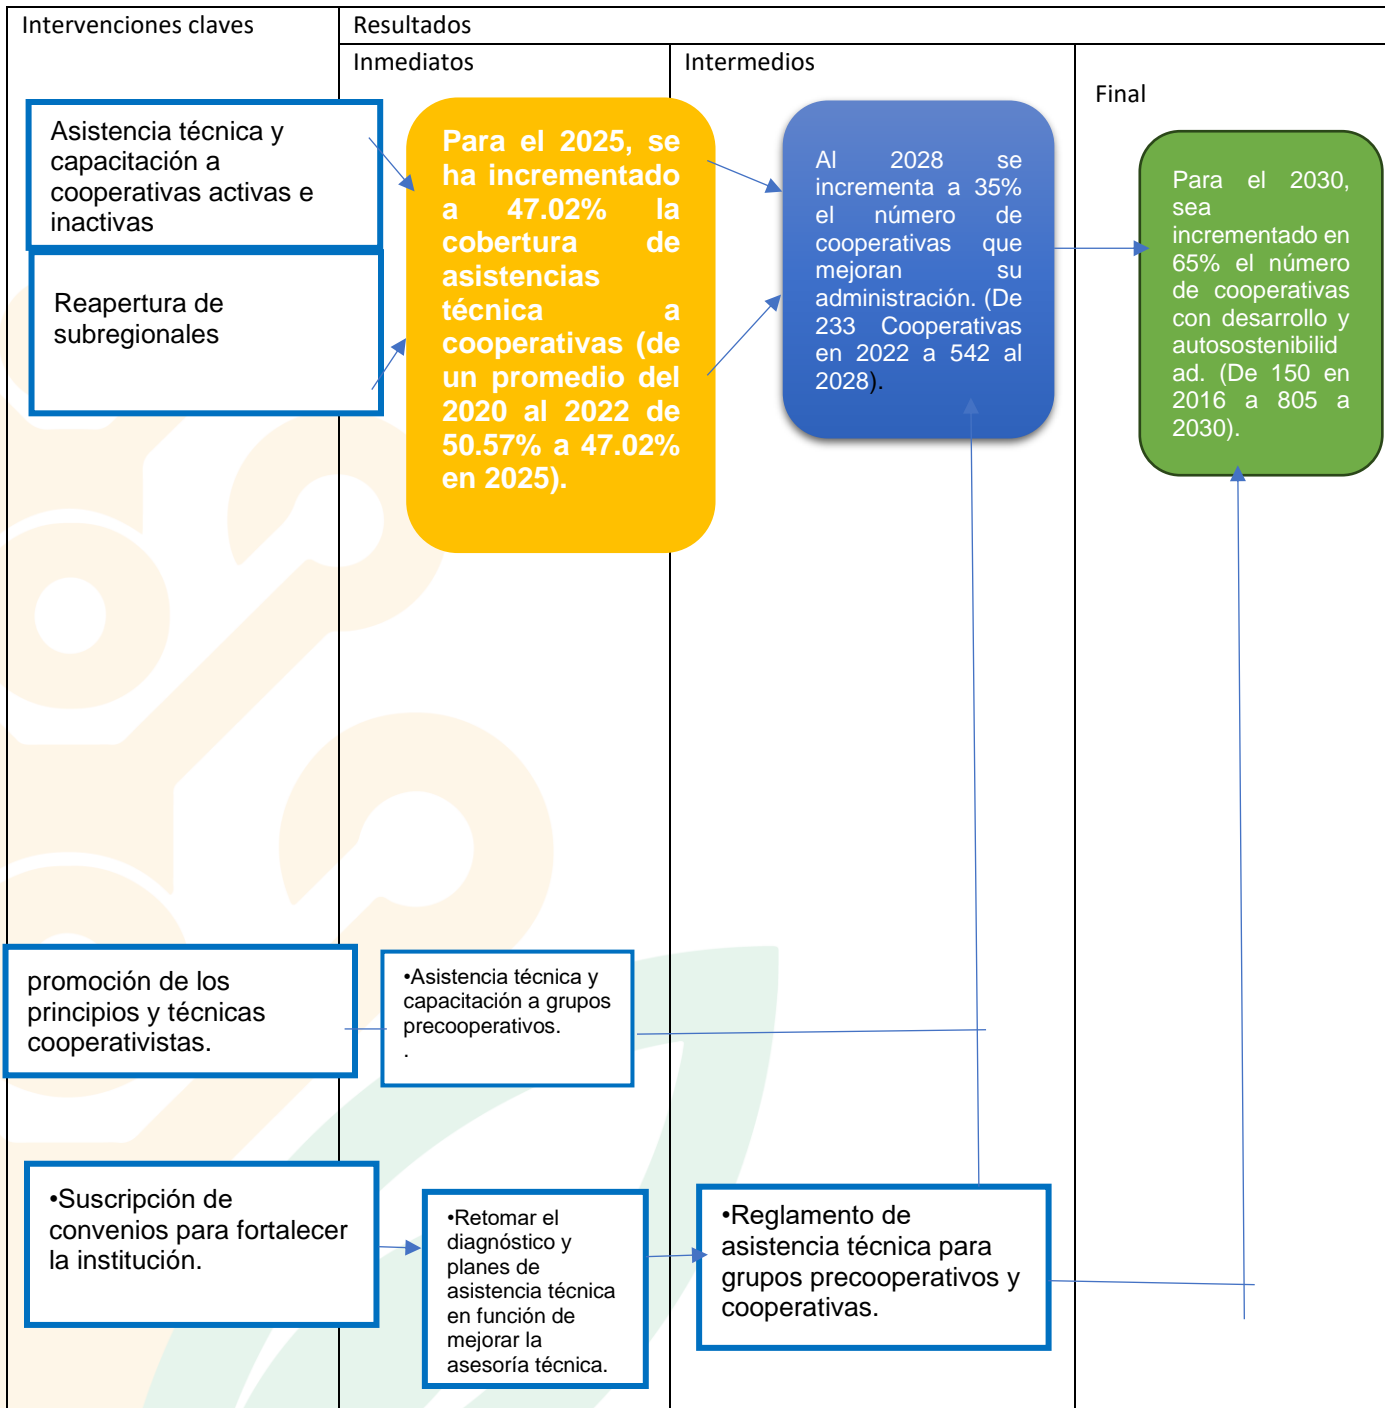 Intervenciones claves
Resultados
Inmediatos
Intermedios
Final
Asistencia técnica y
capacitación a
cooperativas activas e
inactivas
Reapertura de
subregionales
Para el 2025, se
ha incrementado
a 47.02% la
cobertura de
asistencias
técnica a
cooperativas (de
un promedio del
2020 al 2022 de
50.57% a 47.02%
en 2025).
Al 2028 se
incrementa a 35%
el número de
cooperativas que
mejoran su
administración. (De
233 Cooperativas
en 2022 a 542 al
2028).
Para el 2030,
sea
incrementado en
65% el número
de cooperativas
con desarrollo y
autosostenibilid
ad. (De 150 en
2016 a 805 a
2030).
promoción de los
principios y técnicas
cooperativistas.
•Asistencia técnica y
capacitación a grupos
precooperativos.
.
•Suscripción de
convenios para fortalecer
la institución.
•Retomar el
diagnóstico y
planes de
asistencia técnica
en función de
mejorar la
asesoría técnica.
•Reglamento de
asistencia técnica para
grupos precooperativos y
cooperativas.